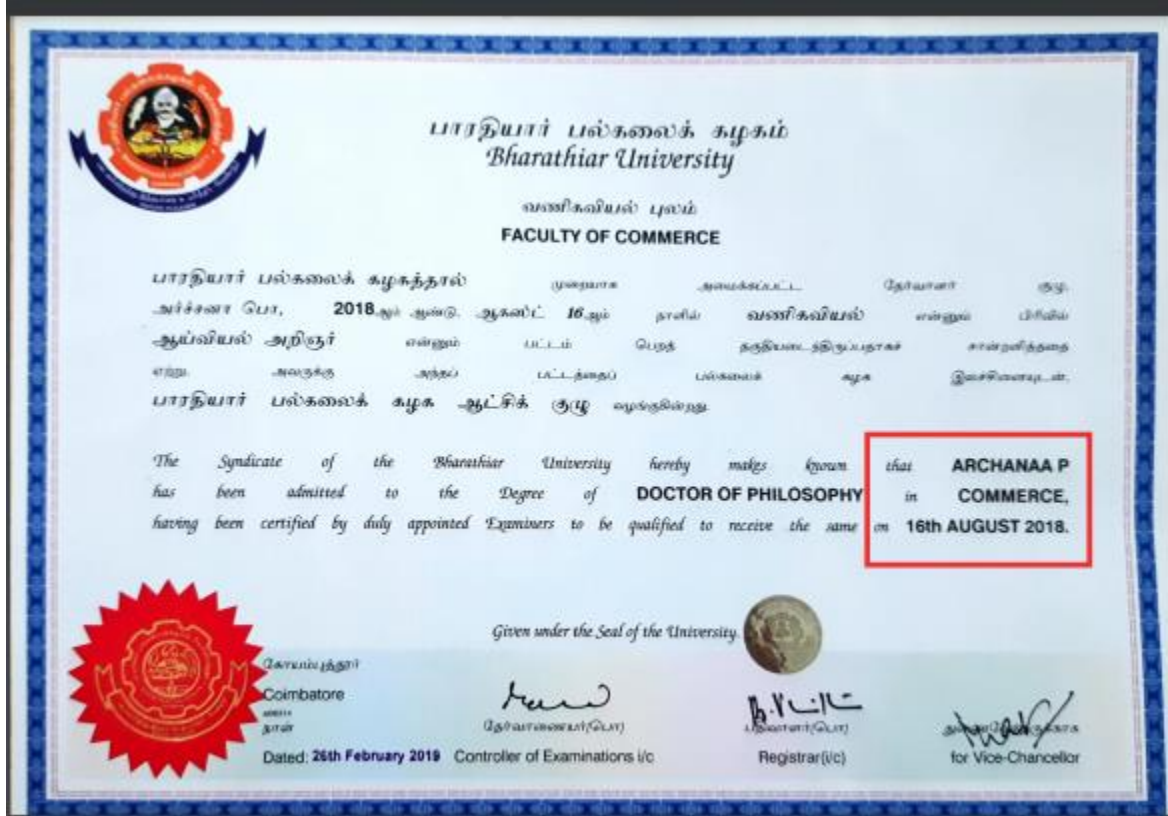 பாரதியார் பல்கலைக் கழகம்
Bharathiar University
வணிகவியல் புலம்
FACULTY OF COMMERCE
பாரதியார் பல்கலைக் கழகத்தால் முறையாக அமைக்கப்பட்ட தேர்வாளர் குழு,
அர்ச்சனா பொ, 2018ஆம் ஆண்டு, ஆகஸ்ட் 16ஆம் நாளில் வணிகவியல் என்னும் பிரிவில்
ஆய்வியல் அறிஞர் என்னும் பட்டம் பெறத் தகுதியடைந்திருப்பதாகச் சான்றளித்ததை
ஏற்று, அவருக்கு அந்தப் பட்டத்தைப் பல்கலைக் கழக இலச்சினையுடன்,
பாரதியார் பல்கலைக் கழக ஆட்சிக் குழு வழங்குகின்றது
The Syndicate of the Bharathiar University hereby makes known that ARCHANAA P
has been admitted to the Degree of DOCTOR OF PHILOSOPHY in COMMERCE,
having been certified by duly appointed Examiners to be qualified to receive the same on 16th AUGUST 2018.
Given under the Seal of the University.
கோயம்புத்தூர்
Coimbatore
நாள்
Dated: 26th February 2019
தேர்வாணையர்(பொ)
Controller of Examinations i/c
பதிவாளர்(பொ)
Registrar(i/c)
for Vice-Chancellor